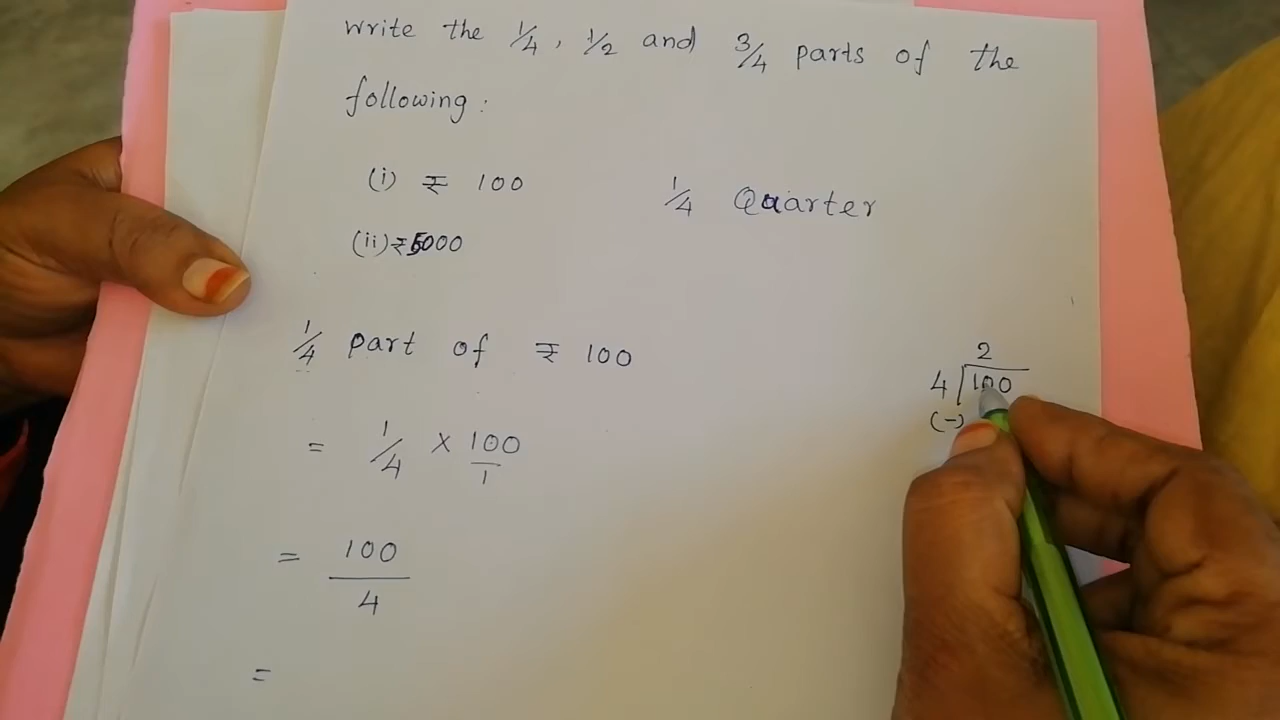 Write the 1/4, 1/2 and 3/4 parts of the
following:
(i) ₹ 100
1/4 Quarter
(ii) ₹5000
1/4 part of ₹ 100
= 1/4 × 100/1
= 100/4
=
2
4 100
(-)